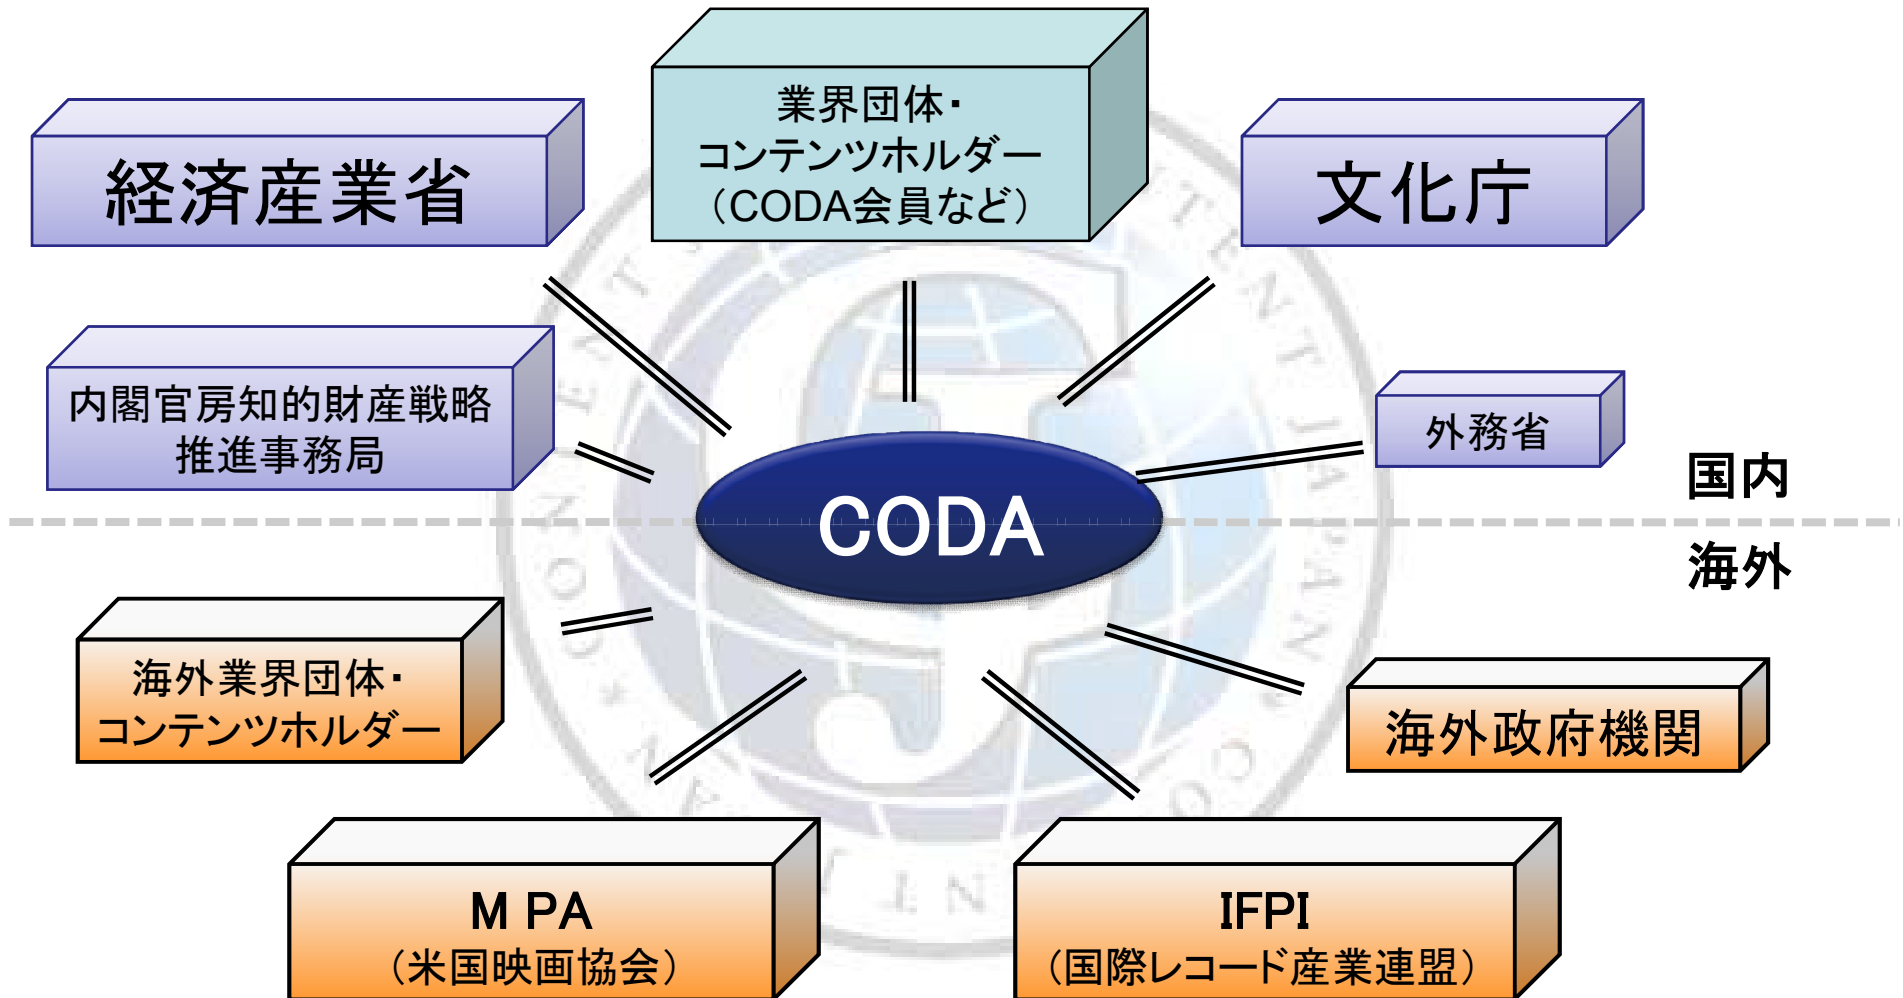 業界団体・
コンテンツホルダー
（CODA会員など）
経済産業省
文化庁
内閣官房知的財産戦略
推進事務局
外務省
国内
CODA
海外
海外業界団体・
コンテンツホルダー
海外政府機関
M PA
（米国映画協会）
IFPI
（国際レコード産業連盟）